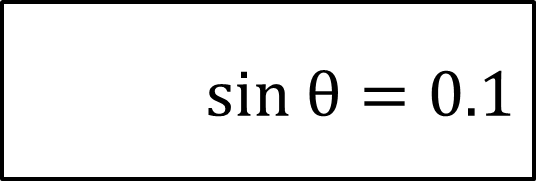 sin θ = 0.1